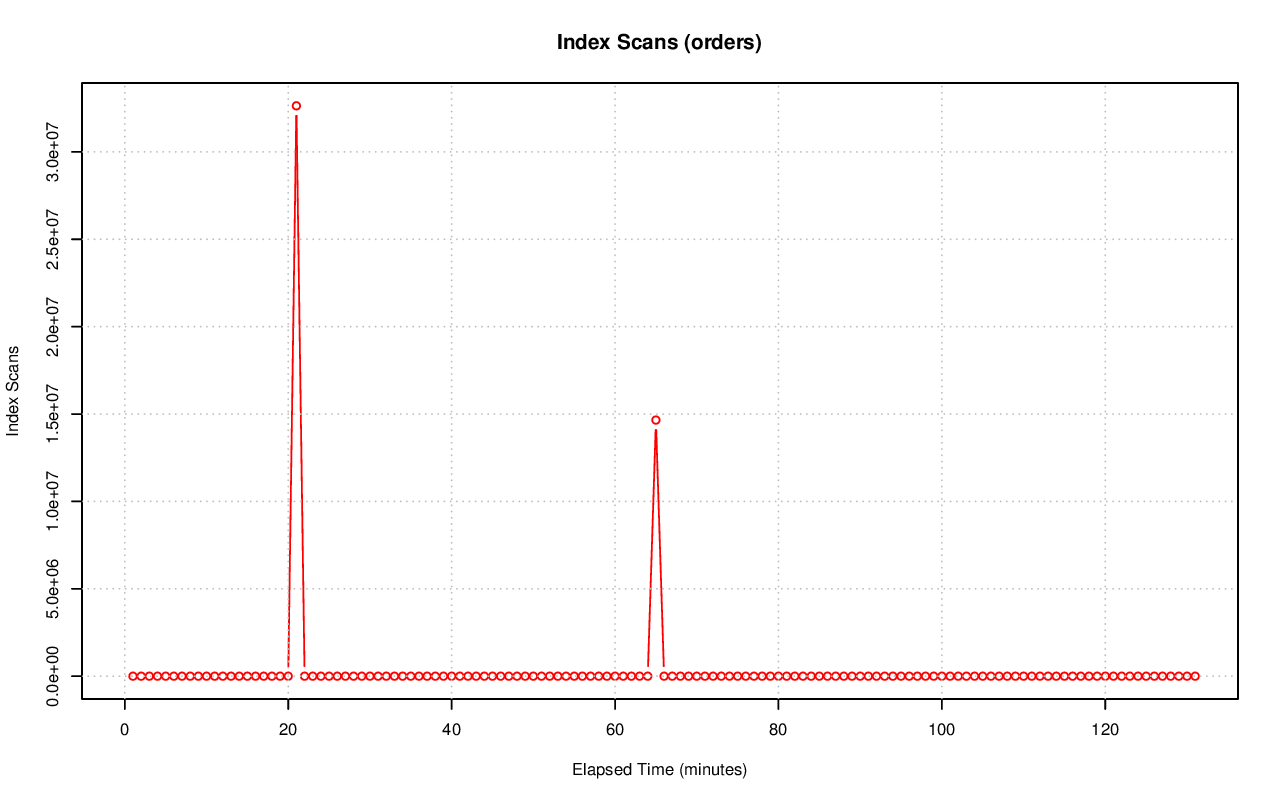 Index Scans (orders)
Index Scans
3.0e+07
2.5e+07
2.0e+07
1.5e+07
1.0e+07
5.0e+06
0.0e+00
0 20 40 60 80 100 120
Elapsed Time (minutes)